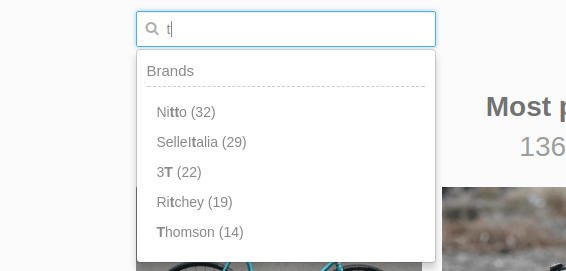 t
Brands
Nitto (32)
SelleItalia (29)
3T (22)
Ritchey (19)
Thomson (14)
Most
136